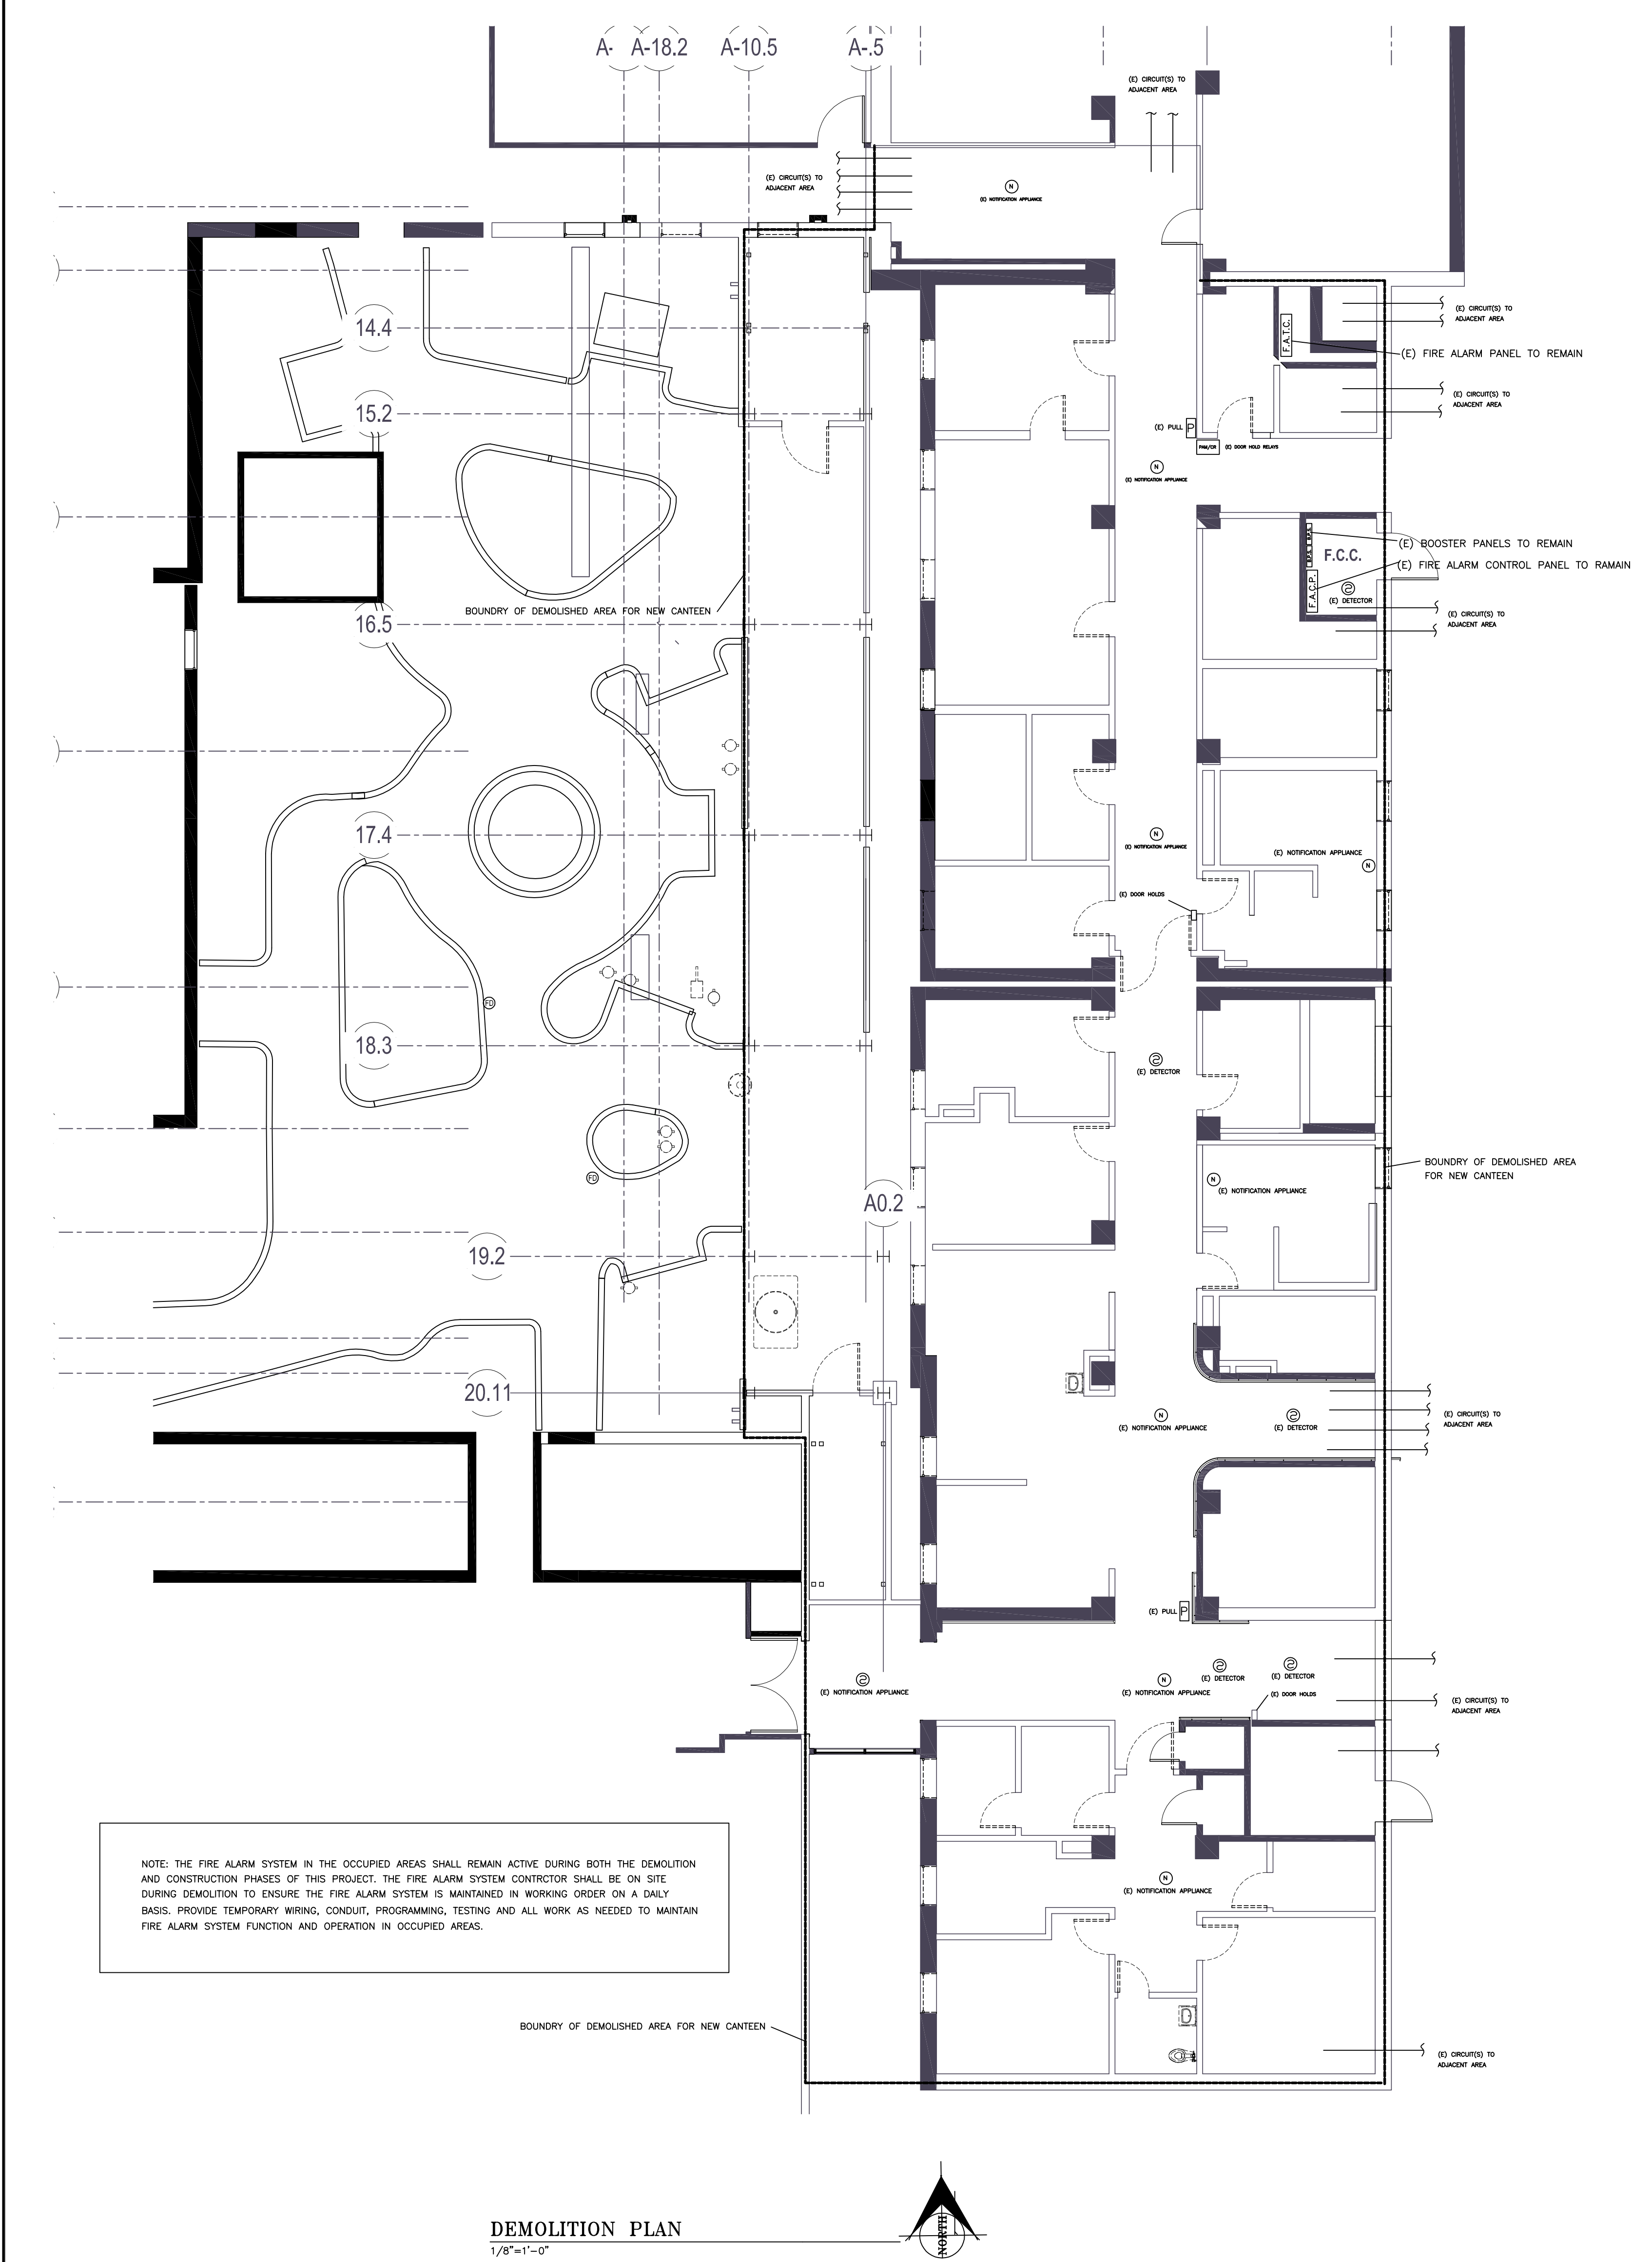 A-
A-18.2
A-10.5
A-.5
(E) CIRCUIT(S) TO
ADJACENT AREA
(E) CIRCUIT(S) TO
ADJACENT AREA
N
(E) NOTIFICATION APPLIANCE
14.4
F.A.T.C.
(E) CIRCUIT(S) TO
ADJACENT AREA
(E) FIRE ALARM PANEL TO REMAIN
15.2
(E) CIRCUIT(S) TO
ADJACENT AREA
(E) PULL P
PAM/CR
(E) DOOR HOLD RELAYS
N
(E) NOTIFICATION APPLIANCE
(E) BOOSTER PANELS TO REMAIN
F.C.C.
(E) FIRE ALARM CONTROL PANEL TO RAMAIN
F.A.C.P.
(E) DETECTOR
BOUNDRY OF DEMOLISHED AREA FOR NEW CANTEEN
16.5
(E) CIRCUIT(S) TO
ADJACENT AREA
17.4
N
(E) NOTIFICATION APPLIANCE
(E) NOTIFICATION APPLIANCE
N
(E) DOOR HOLDS
FD
18.3
(E) DETECTOR
FD
BOUNDRY OF DEMOLISHED AREA
FOR NEW CANTEEN
N
(E) NOTIFICATION APPLIANCE
A0.2
19.2
20.11
N
(E) NOTIFICATION APPLIANCE
(E) DETECTOR
(E) CIRCUIT(S) TO
ADJACENT AREA
(E) PULL P
(E) NOTIFICATION APPLIANCE
N
(E) NOTIFICATION APPLIANCE
(E) DETECTOR
(E) DETECTOR
(E) DOOR HOLDS
(E) CIRCUIT(S) TO
ADJACENT AREA
NOTE: THE FIRE ALARM SYSTEM IN THE OCCUPIED AREAS SHALL REMAIN ACTIVE DURING BOTH THE DEMOLITION
AND CONSTRUCTION PHASES OF THIS PROJECT. THE FIRE ALARM SYSTEM CONTRCTOR SHALL BE ON SITE
DURING DEMOLITION TO ENSURE THE FIRE ALARM SYSTEM IS MAINTAINED IN WORKING ORDER ON A DAILY
BASIS. PROVIDE TEMPORARY WIRING, CONDUIT, PROGRAMMING, TESTING AND ALL WORK AS NEEDED TO MAINTAIN
FIRE ALARM SYSTEM FUNCTION AND OPERATION IN OCCUPIED AREAS.
N
(E) NOTIFICATION APPLIANCE
BOUNDRY OF DEMOLISHED AREA FOR NEW CANTEEN
(E) CIRCUIT(S) TO
ADJACENT AREA
DEMOLITION PLAN
1/8"=1'-0"
NORTH